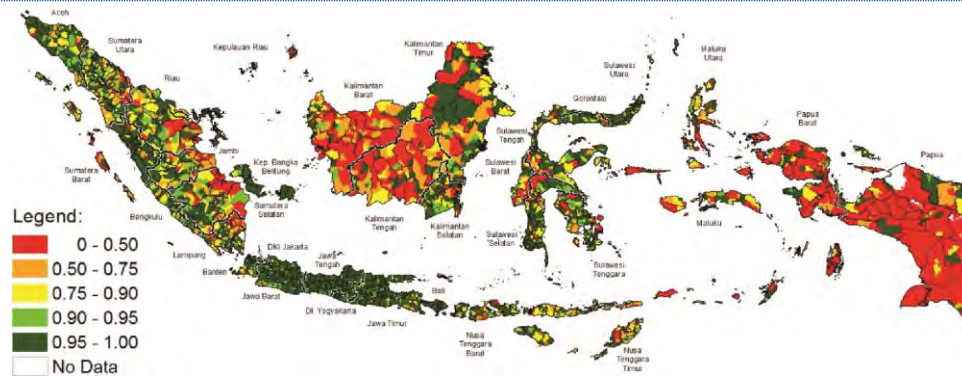 Aceh
Sumatera
Utara
Kepulauan Riau
Riau
Kalimantan
Timur
Kalimantan
Barat
Sulawesi
Utara
Maluku
Utara
Gorontalo
Papua
Barat
Papua
Sulawesi
Tengah
Sulawesi
Barat
Jambi
Kep. Bangka
Belitung
Sumatera
Barat
Sumatera
Selatan
Bengkulu
Kalimantan
Tengah
Kalimantan
Selatan
Sulawesi
Selatan
Sulawesi
Tenggara
Maluku
Lampung
DKI Jakarta
Jawa
Tengah
Banten
Jawa Barat
Bali
DI. Yogyakarta
Jawa Timur
Nusa
Tenggara
Barat
Nusa
Tenggara
Timur
Legend:
0 - 0.50
0.50 - 0.75
0.75 - 0.90
0.90 - 0.95
0.95 - 1.00
No Data